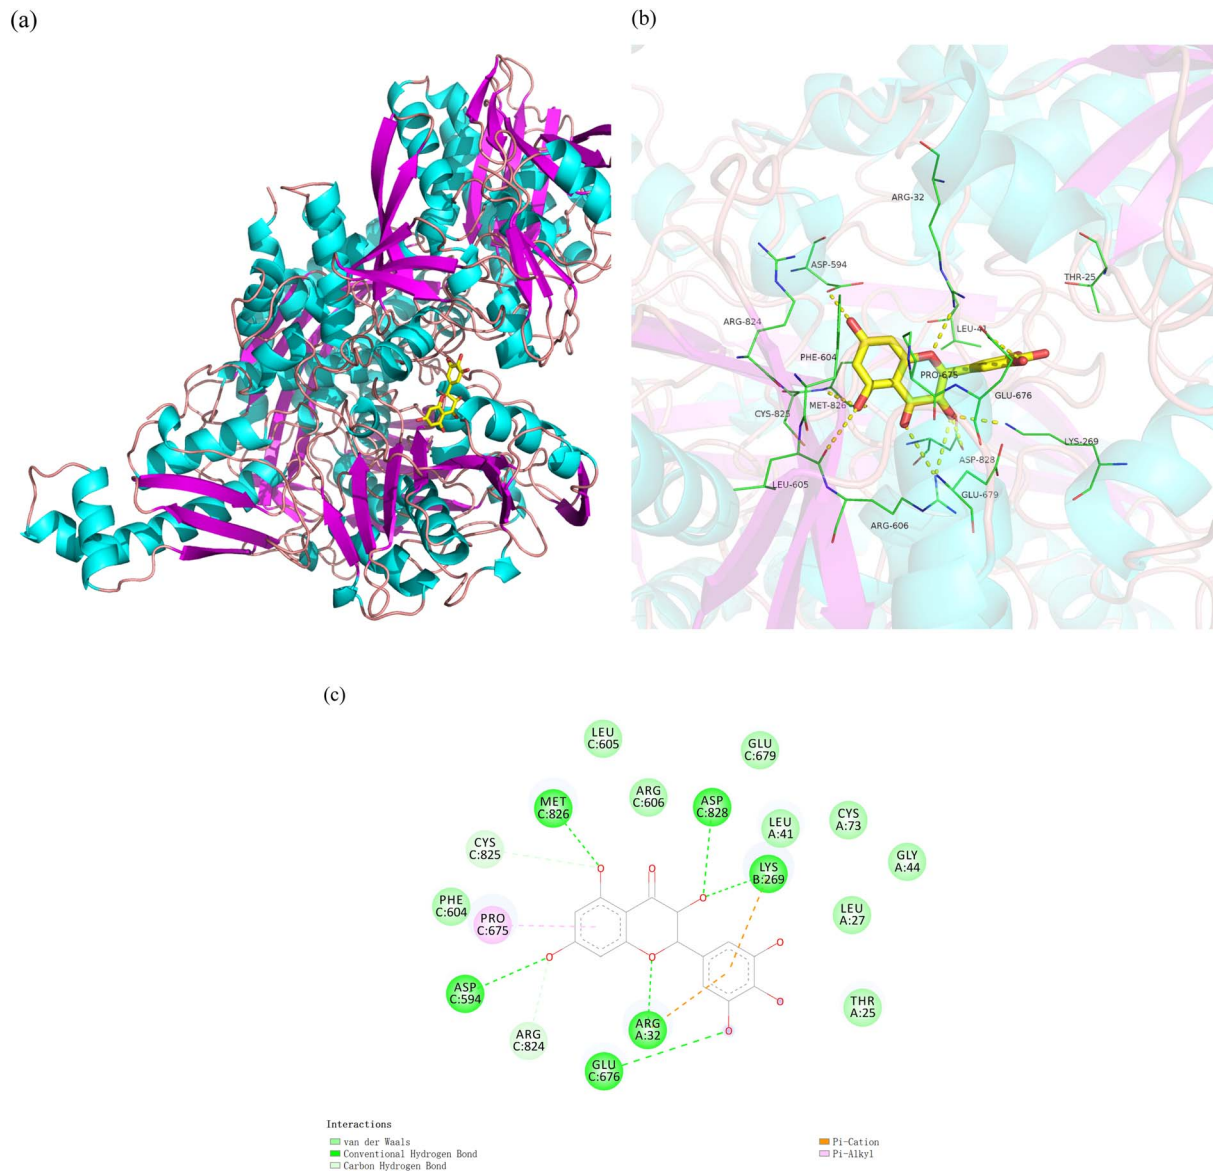 (a)
(b)
ARG-32
ASP-594
THR-25
ARG-824
LEU-41
PHE-604
PRO-675
GLU-676
MET-826
CYS-825
LYS-269
ASP-828
LEU-605
GLU-679
ARG-606
(c)
LEU
C:605
GLU
C:679
MET
C:826
ARG
C:606
ASP
C:828
LEU
A:41
CYS
A:73
CYS
C:825
GLY
A:44
LYS
B:269
PHE
C:604
PRO
C:675
LEU
A:27
ASP
C:594
THR
A:25
ARG
C:824
ARG
A:32
GLU
C:676
O
O
O
O
O
O
O
O
Interactions
van der Waals
Conventional Hydrogen Bond
Carbon Hydrogen Bond
Pi-Cation
Pi-Alkyl